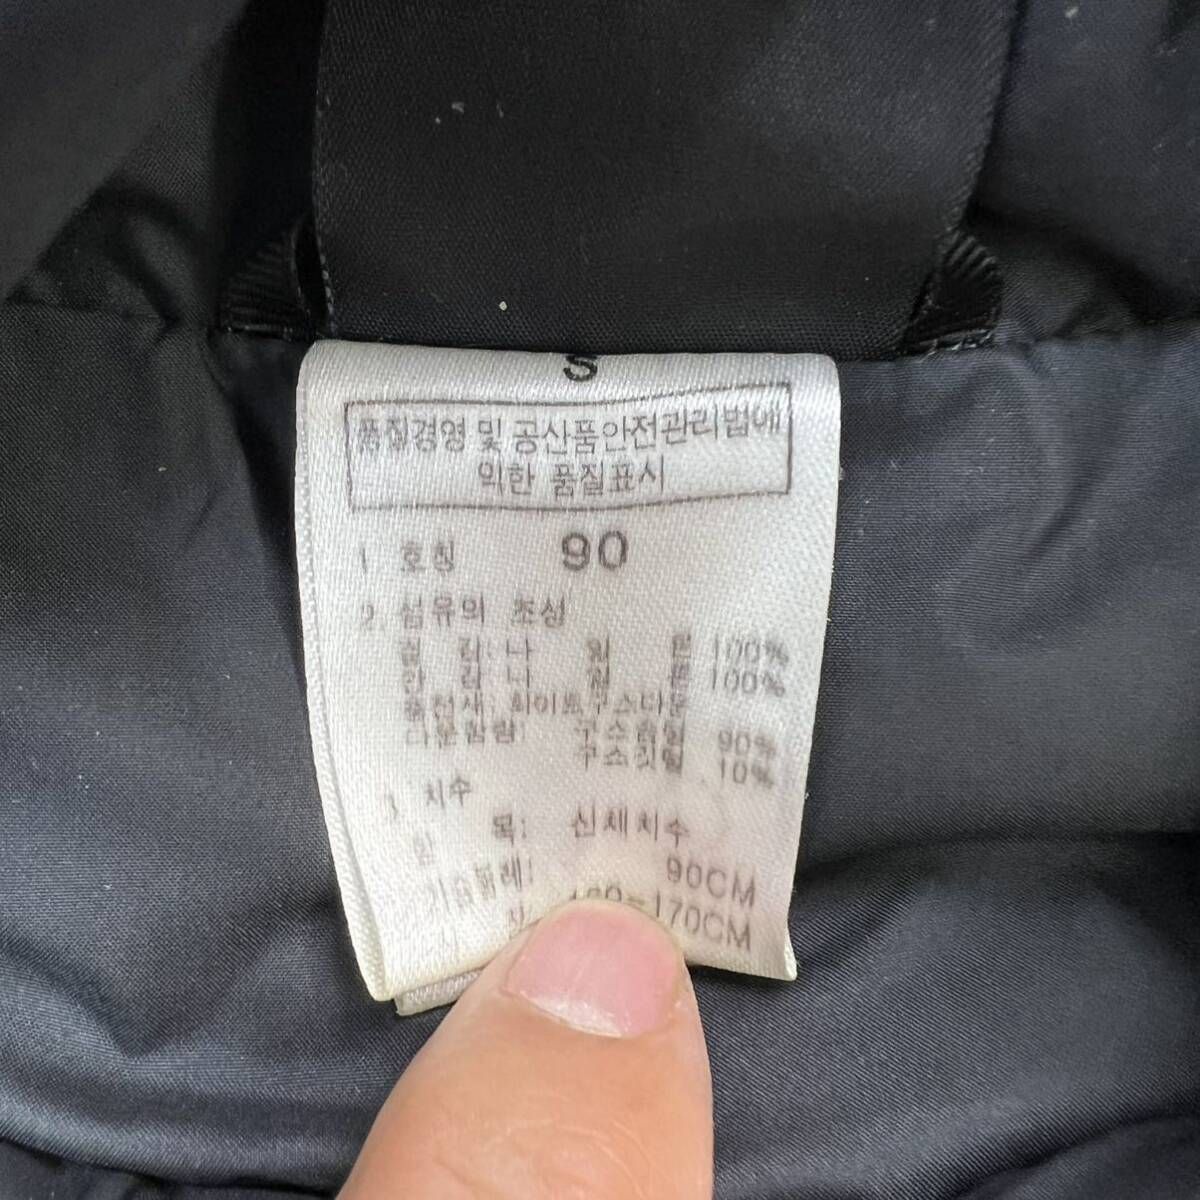 S
품질경영 및 공산품안전관리법에
의한 품질표시
1. 호칭 90
2. 섬유의 조성
겉 감: 나 일 론 100%
안 감: 나 일 론 100%
충전재: 화이트구스다운
다운함량: 구스솜털 90%
구스깃털 10%
3. 치수
항 목: 신체치수
가슴둘레: 90CM
170CM